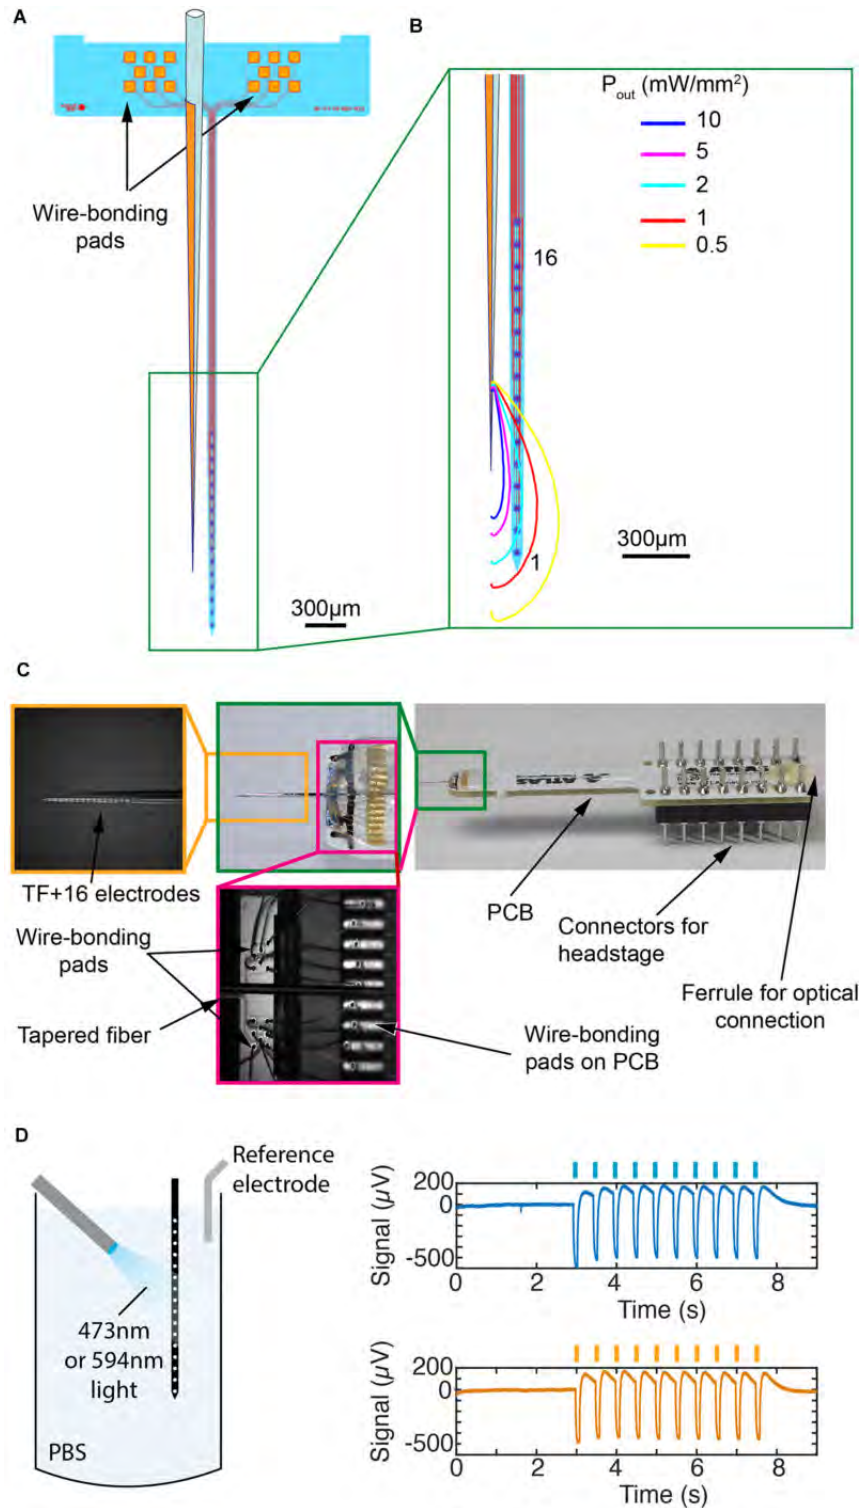 A
Wire-bonding
pads
300µm
B
P_out (mW/mm²)
10
5
2
1
0.5
16
1
300µm
C
ATLAS
TF+16 electrodes
Wire-bonding
pads
Tapered fiber
PCB
Connectors for
headstage
Ferrule for optical
connection
Wire-bonding
pads on PCB
D
Reference
electrode
473nm
or 594nm
light
PBS
Signal (µV)
200
0
-500
0 2 4 6 8
Time (s)
Signal (µV)
200
0
-500
0 2 4 6 8
Time (s)